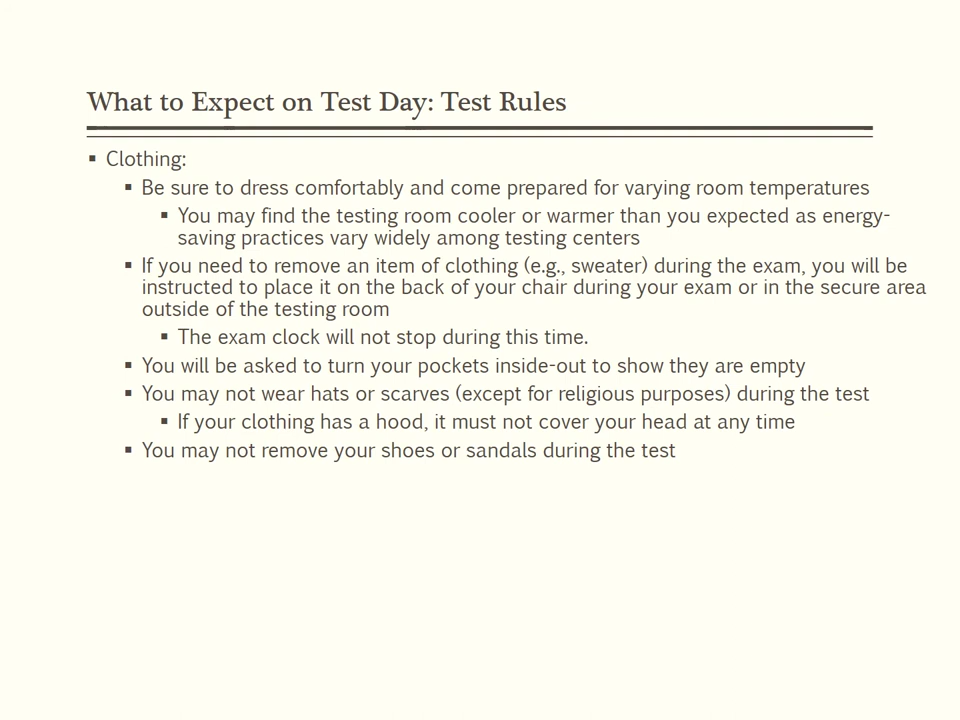 What to Expect on Test Day: Test Rules
▪ Clothing:
▪ Be sure to dress comfortably and come prepared for varying room temperatures
▪ You may find the testing room cooler or warmer than you expected as energy-
saving practices vary widely among testing centers
▪ If you need to remove an item of clothing (e.g., sweater) during the exam, you will be
instructed to place it on the back of your chair during your exam or in the secure area
outside of the testing room
▪ The exam clock will not stop during this time.
▪ You will be asked to turn your pockets inside-out to show they are empty
▪ You may not wear hats or scarves (except for religious purposes) during the test
▪ If your clothing has a hood, it must not cover your head at any time
▪ You may not remove your shoes or sandals during the test